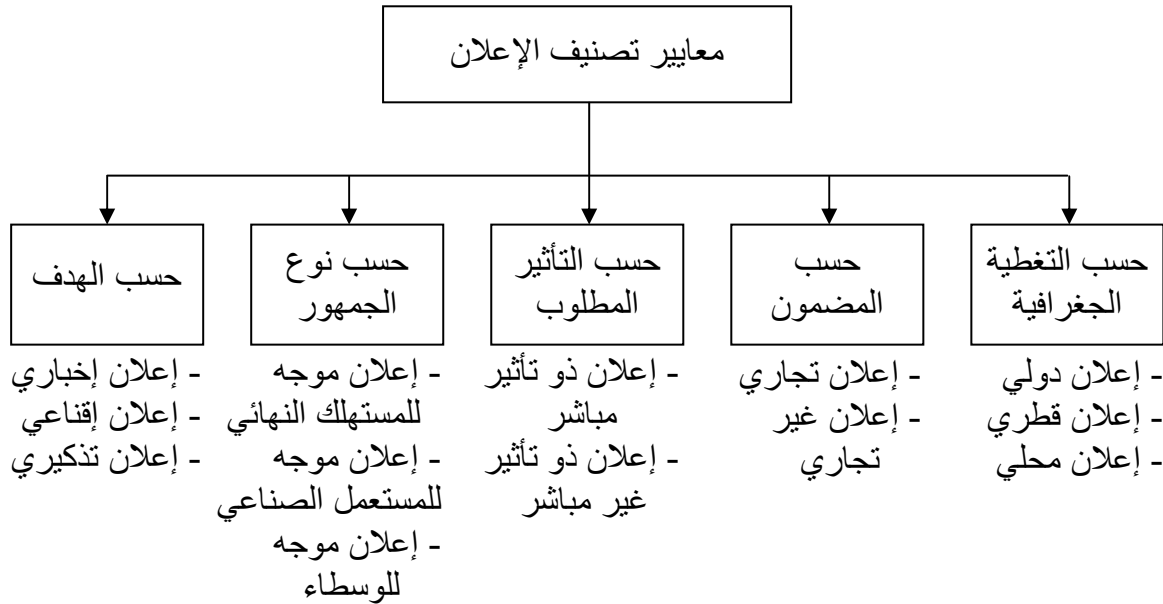 معايير تصنيف الإعلان
حسب التغطية
الجغرافية
- إعلان دولي
- إعلان قطري
- إعلان محلي
حسب
المضمون
- إعلان تجاري
- إعلان غير
تجاري
حسب التأثير
المطلوب
- إعلان ذو تأثير
مباشر
- إعلان ذو تأثير
غير مباشر
حسب نوع
الجمهور
- إعلان موجه
للمستهلك النهائي
- إعلان موجه
للمستعمل الصناعي
- إعلان موجه
للوسطاء
حسب الهدف
- إعلان إخباري
- إعلان إقناعي
- إعلان تذكيري